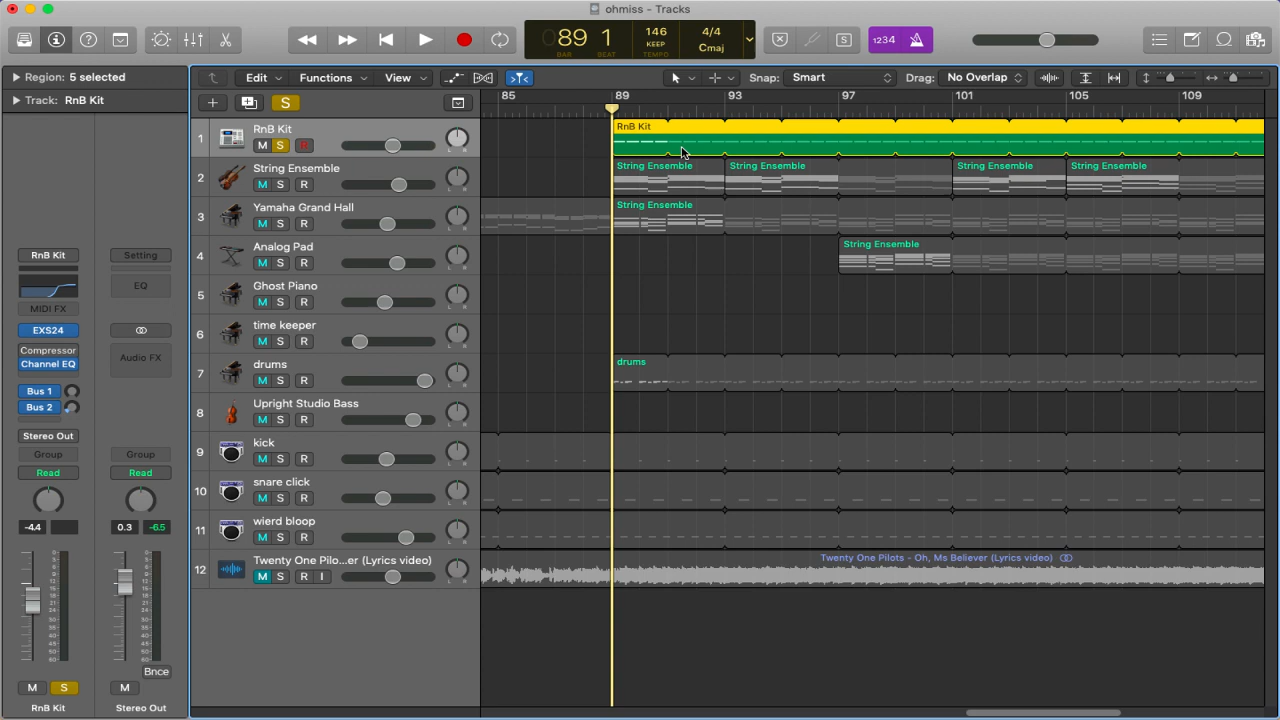 ohmiss - Tracks
89 1
BAR BEAT
146
KEEP
TEMPO
4/4
Cmaj
1234
Region: 5 selected
Edit Functions View
Snap: Smart
Drag: No Overlap
Track: RnB Kit
S
85 89 93 97 101 105 109
1 RnB Kit
M S R
RnB Kit
2 String Ensemble
M S R
String Ensemble String Ensemble String Ensemble String Ensemble
3 Yamaha Grand Hall
M S R
String Ensemble
4 Analog Pad
M S R
String Ensemble
5 Ghost Piano
M S R
6 time keeper
M S R
7 drums
M S R
drums
8 Upright Studio Bass
M S R
9 kick
M S R
10 snare click
M S R
11 wierd bloop
M S R
12 Twenty One Pilo...er (Lyrics video)
M S R I
Twenty One Pilots - Oh, Ms Believer (Lyrics video)
RnB Kit Setting
EQ
MIDI FX
EXS24
Compressor
Channel EQ
Audio FX
Bus 1
Bus 2
Stereo Out
Group Group
Read Read
-4.4 0.3 -6.5
Bnce
M S M
RnB Kit Stereo Out